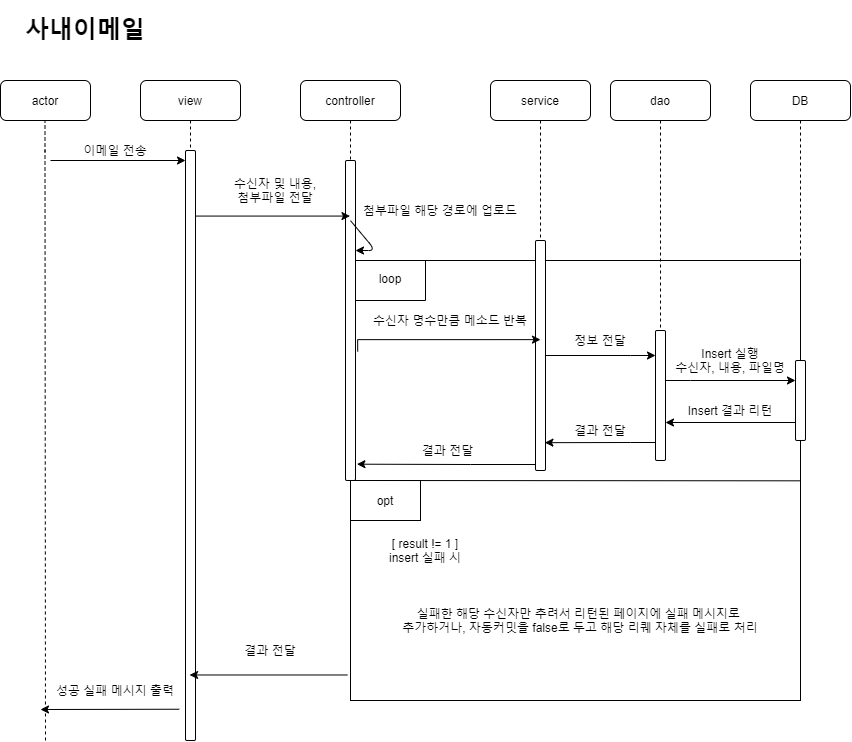 사내이메일
actor
view
controller
service
dao
DB
이메일 전송
수신자 및 내용,
첨부파일 전달
첨부파일 해당 경로에 업로드
loop
수신자 명수만큼 메소드 반복
정보 전달
Insert 실행
수신자, 내용, 파일명
Insert 결과 리턴
결과 전달
결과 전달
opt
[ result != 1 ]
insert 실패 시
실패한 해당 수신자만 추려서 리턴된 페이지에 실패 메시지로
추가하거나, 자동커밋을 false로 두고 해당 리퀘 자체를 실패로 처리
결과 전달
성공 실패 메시지 출력